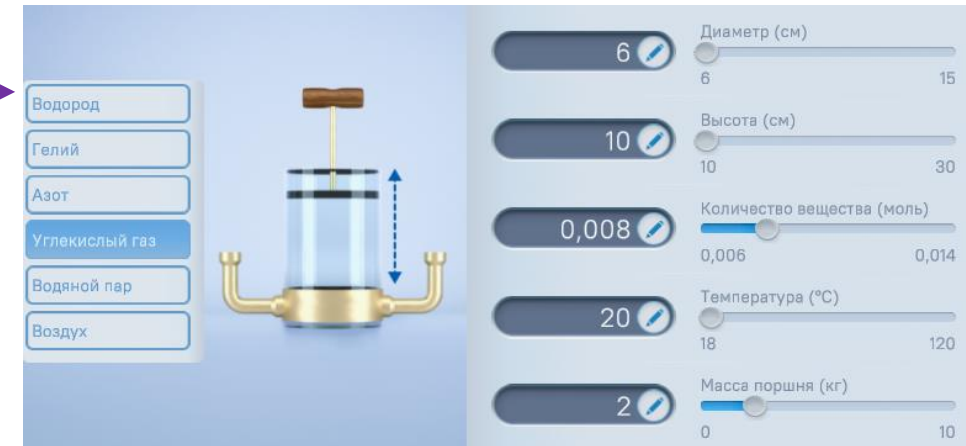 Водород
Гелий
Азот
Углекислый газ
Водяной пар
Воздух
6
Диаметр (см)
6 15
10
Высота (см)
10 30
0,008
Количество вещества (моль)
0,006 0,014
20
Температура (°C)
18 120
2
Масса поршня (кг)
0 10